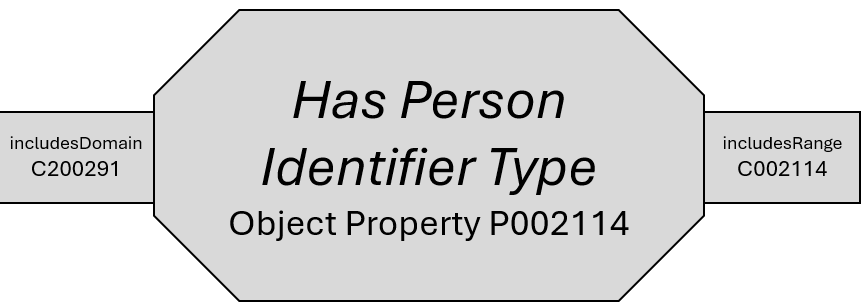 includesDomain
C200291
Has Person
Identifier Type
Object Property P002114
includesRange
C002114